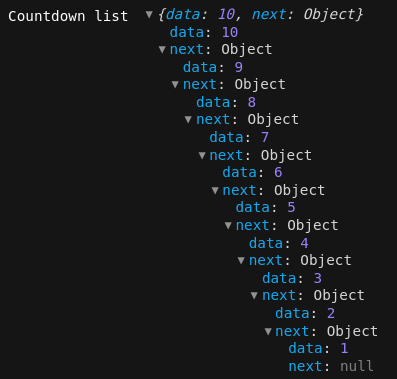 Countdown list ▼{data: 10, next: Object}
data: 10
▼next: Object
data: 9
▼next: Object
data: 8
▼next: Object
data: 7
▼next: Object
data: 6
▼next: Object
data: 5
▼next: Object
data: 4
▼next: Object
data: 3
▼next: Object
data: 2
▼next: Object
data: 1
next: null